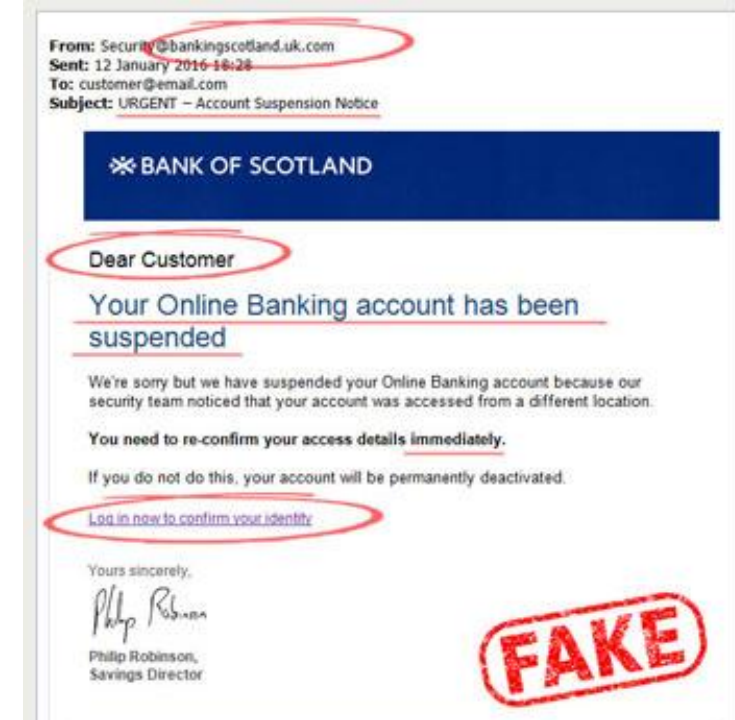 From: Security@bankingscotland.uk.com
Sent: 12 January 2016 18:28
To: customer@email.com
Subject: URGENT – Account Suspension Notice
BANK OF SCOTLAND
Dear Customer
Your Online Banking account has been
suspended
We're sorry but we have suspended your Online Banking account because our
security team noticed that your account was accessed from a different location.
You need to re-confirm your access details immediately.
If you do not do this, your account will be permanently deactivated.
Log in now to confirm your identity
Yours sincerely,
Philip Robinson
Philip Robinson,
Savings Director
FAKE